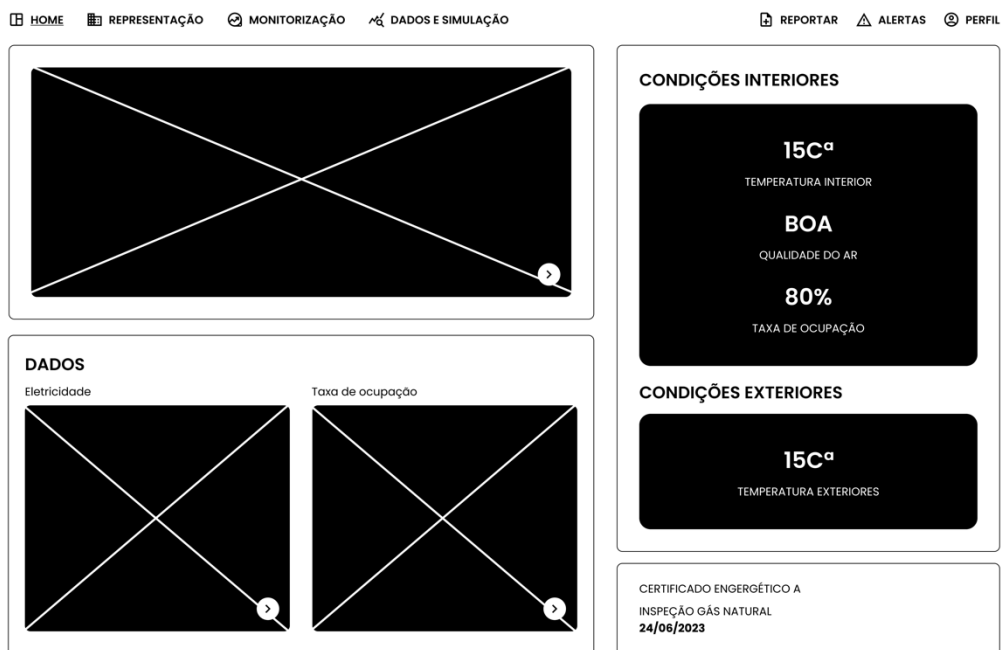 HOME REPRESENTAÇÃO MONITORIZAÇÃO DADOS E SIMULAÇÃO REPORTAR ALERTAS PERFIL
DADOS
Eletricidade Taxa de ocupação
CONDIÇÕES INTERIORES
15Cª
TEMPERATURA INTERIOR
BOA
QUALIDADE DO AR
80%
TAXA DE OCUPAÇÃO
CONDIÇÕES EXTERIORES
15Cª
TEMPERATURA EXTERIORES
CERTIFICADO ENGERGÉTICO A
INSPEÇÃO GÁS NATURAL
24/06/2023